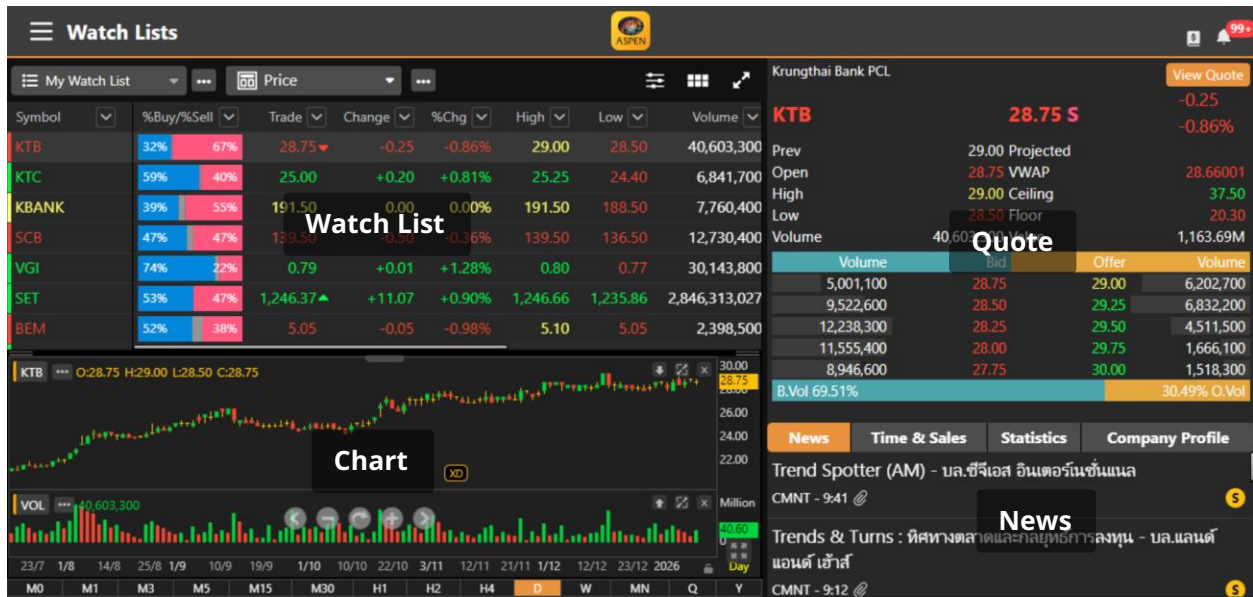 Watch Lists
ASPEN
99+
My Watch List
Price
Symbol %Buy/%Sell Trade Change %Chg High Low Volume
KTB 32% 67% 28.75 -0.25 -0.86% 29.00 28.50 40,603,300
KTC 59% 40% 25.00 +0.20 +0.81% 25.25 24.40 6,841,700
KBANK 39% 55% 191.50 0.00 0.00% 191.50 188.50 7,760,400
SCB 47% 47% 139.50 -0.50 -0.36% 139.50 136.50 12,730,400
VGI 74% 22% 0.79 +0.01 +1.28% 0.80 0.77 30,143,800
SET 53% 47% 1,246.37 +11.07 +0.90% 1,246.66 1,235.86 2,846,313,027
BEM 52% 38% 5.05 -0.05 -0.98% 5.10 5.05 2,398,500
Watch List
KTB O:28.75 H:29.00 L:28.50 C:28.75
30.00
28.75
26.00
24.00
22.00
XD
Chart
VOL 40,603,300
Million
40.60
0
23/7 1/8 14/8 25/8 1/9 10/9 19/9 1/10 10/10 22/10 3/11 12/11 21/11 1/12 12/12 23/12 2026 Day
M0 M1 M3 M5 M15 M30 H1 H2 H4 D W MN Q Y
Krungthai Bank PCL
View Quote
KTB 28.75 S
-0.25
-0.86%
Prev 29.00 Projected
Open 28.75 VWAP 28.66001
High 29.00 Ceiling 37.50
Low 28.50 Floor 20.30
Volume 1,163.69M
Quote
Volume Bid Offer Volume
5,001,100 28.75 29.00 6,202,700
9,522,600 28.50 29.25 6,832,200
12,238,300 28.25 29.50 4,511,500
11,555,400 28.00 29.75 1,666,100
8,946,600 27.75 30.00 1,518,300
B.Vol 69.51% 30.49% O.Vol
News Time & Sales Statistics Company Profile
Trend Spotter (AM) - บล.ซีจีเอส อินเตอร์เนชั่นแนล
CMNT - 9:41
S
News
Trends & Turns : ทิศทางตลาดและกลยุทธ์การลงทุน - บล.แลนด์
แอนด์ เฮ้าส์
CMNT - 9:12
S